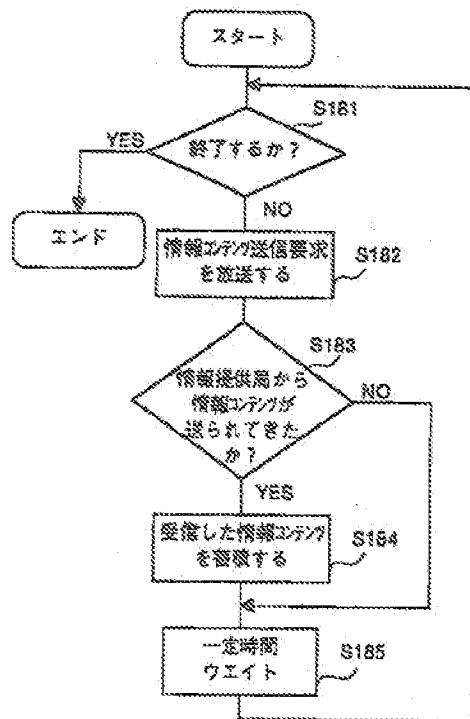 スタート
S181
終了するか？
YES
エンド
NO
情報コンテンツ送信要求
を放送する
S182
S183
情報提供局から
情報コンテンツが
送られてきた
か？
NO
YES
受信した情報コンテンツ
を蓄積する
S184
一定時間
ウエイト
S185